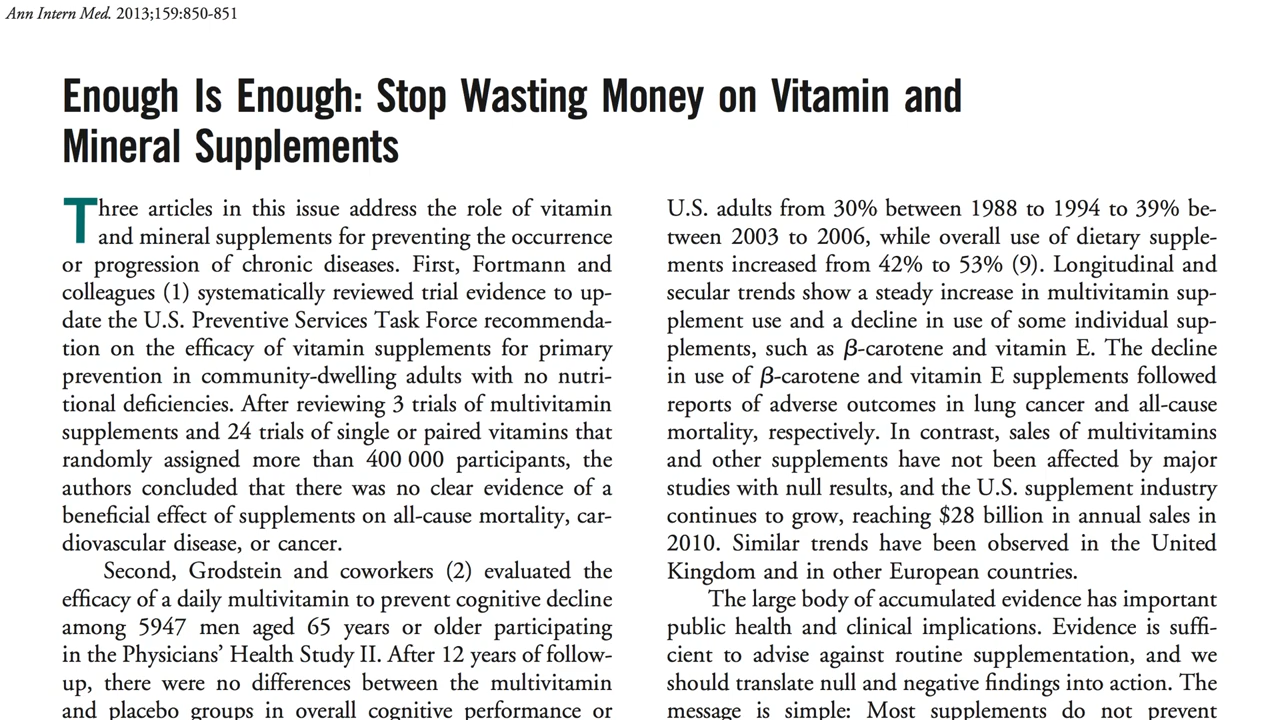 Ann Intern Med. 2013;159:850-851
Enough Is Enough: Stop Wasting Money on Vitamin and
Mineral Supplements
Three articles in this issue address the role of vitamin
and mineral supplements for preventing the occurrence
or progression of chronic diseases. First, Fortmann and
colleagues (1) systematically reviewed trial evidence to up-
date the U.S. Preventive Services Task Force recommenda-
tion on the efficacy of vitamin supplements for primary
prevention in community-dwelling adults with no nutri-
tional deficiencies. After reviewing 3 trials of multivitamin
supplements and 24 trials of single or paired vitamins that
randomly assigned more than 400 000 participants, the
authors concluded that there was no clear evidence of a
beneficial effect of supplements on all-cause mortality, car-
diovascular disease, or cancer.
Second, Grodstein and coworkers (2) evaluated the
efficacy of a daily multivitamin to prevent cognitive decline
among 5947 men aged 65 years or older participating
in the Physicians' Health Study II. After 12 years of follow-
up, there were no differences between the multivitamin
and placebo groups in overall cognitive performance or
U.S. adults from 30% between 1988 to 1994 to 39% be-
tween 2003 to 2006, while overall use of dietary supple-
ments increased from 42% to 53% (9). Longitudinal and
secular trends show a steady increase in multivitamin sup-
plement use and a decline in use of some individual sup-
plements, such as β-carotene and vitamin E. The decline
in use of β-carotene and vitamin E supplements followed
reports of adverse outcomes in lung cancer and all-cause
mortality, respectively. In contrast, sales of multivitamins
and other supplements have not been affected by major
studies with null results, and the U.S. supplement industry
continues to grow, reaching $28 billion in annual sales in
2010. Similar trends have been observed in the United
Kingdom and in other European countries.
The large body of accumulated evidence has important
public health and clinical implications. Evidence is suffi-
cient to advise against routine supplementation, and we
should translate null and negative findings into action. The
message is simple: Most supplements do not prevent